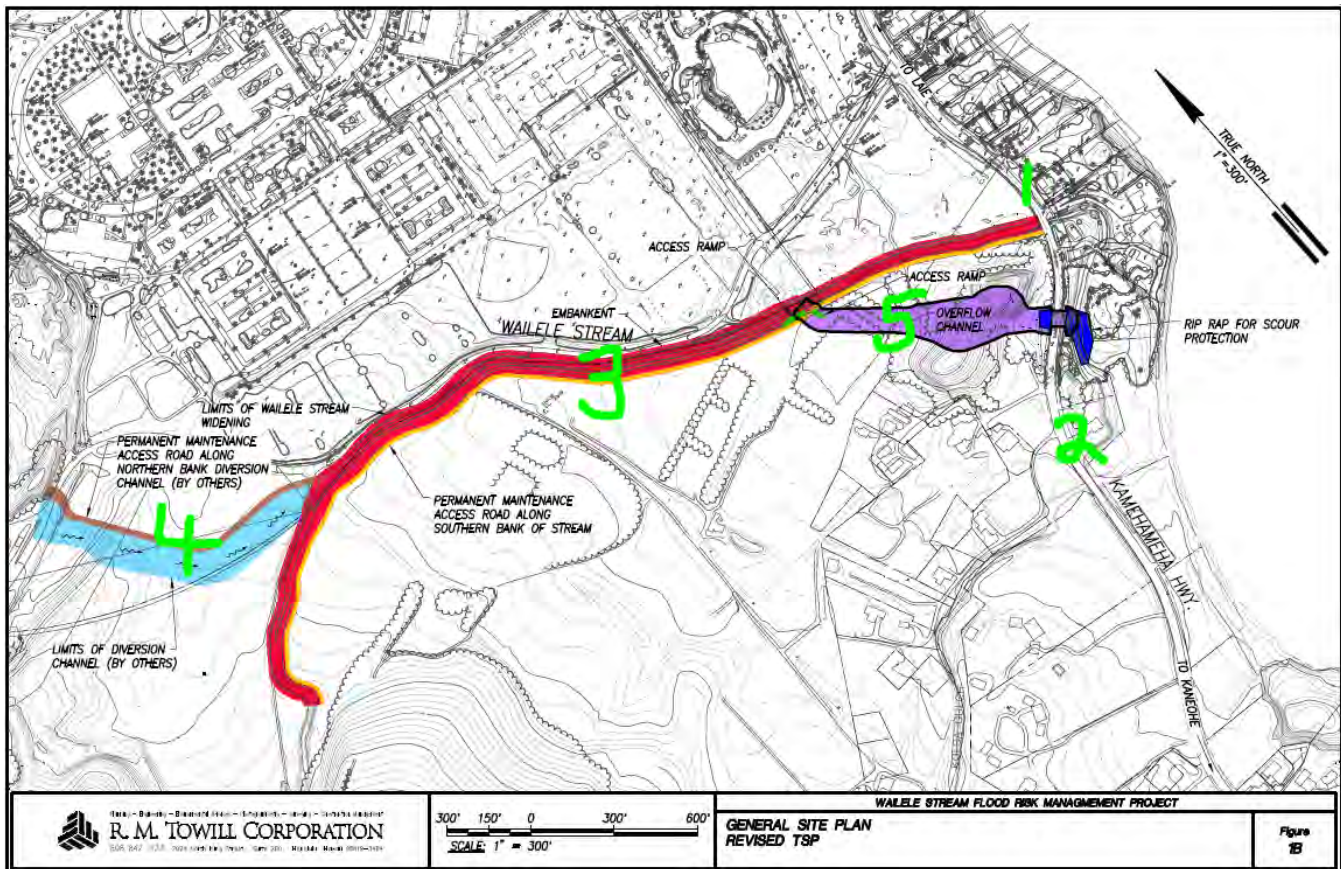 TO LAIE
TRUE NORTH
1"=300'
1
ACCESS RAMP
ACCESS RAMP
EMBANKENT
WAILELE STREAM
5
OVERFLOW
CHANNEL
RIP RAP FOR SCOUR
PROTECTION
3
LIMITS OF WAILELE STREAM
WIDENING
PERMANENT MAINTENANCE
ACCESS ROAD ALONG
NORTHERN BANK DIVERSION
CHANNEL (BY OTHERS)
2
PERMANENT MAINTENANCE
ACCESS ROAD ALONG
SOUTHERN BANK OF STREAM
4
KAMEHAMEHA HWY.
LIMITS OF DIVERSION
CHANNEL (BY OTHERS)
TO KANEOHE
R. M. TOWILL CORPORATION
300' 150' 0 300' 600'
SCALE: 1" = 300'
WAILELE STREAM FLOOD RISK MANAGMEMENT PROJECT
GENERAL SITE PLAN
REVISED TSP
Figure
1B